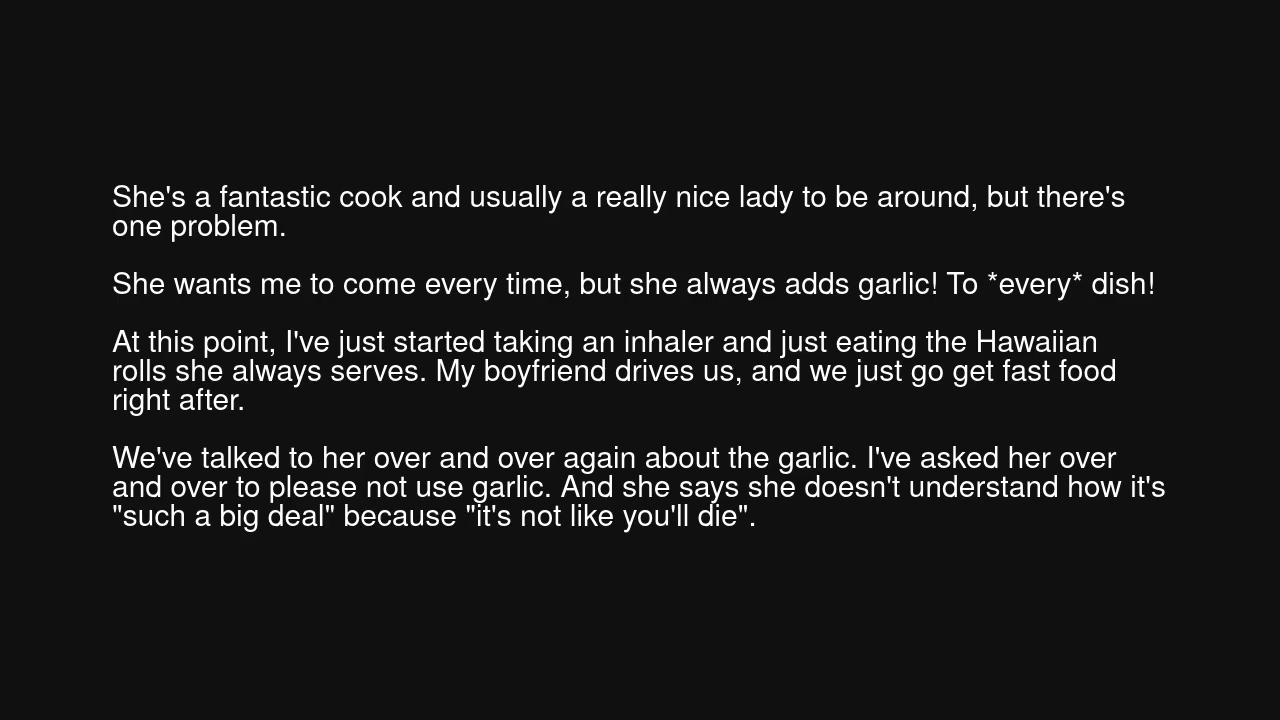 She's a fantastic cook and usually a really nice lady to be around, but there's
one problem.
She wants me to come every time, but she always adds garlic! To *every* dish!
At this point, I've just started taking an inhaler and just eating the Hawaiian
rolls she always serves. My boyfriend drives us, and we just go get fast food
right after.
We've talked to her over and over again about the garlic. I've asked her over
and over to please not use garlic. And she says she doesn't understand how it's
"such a big deal" because "it's not like you'll die".